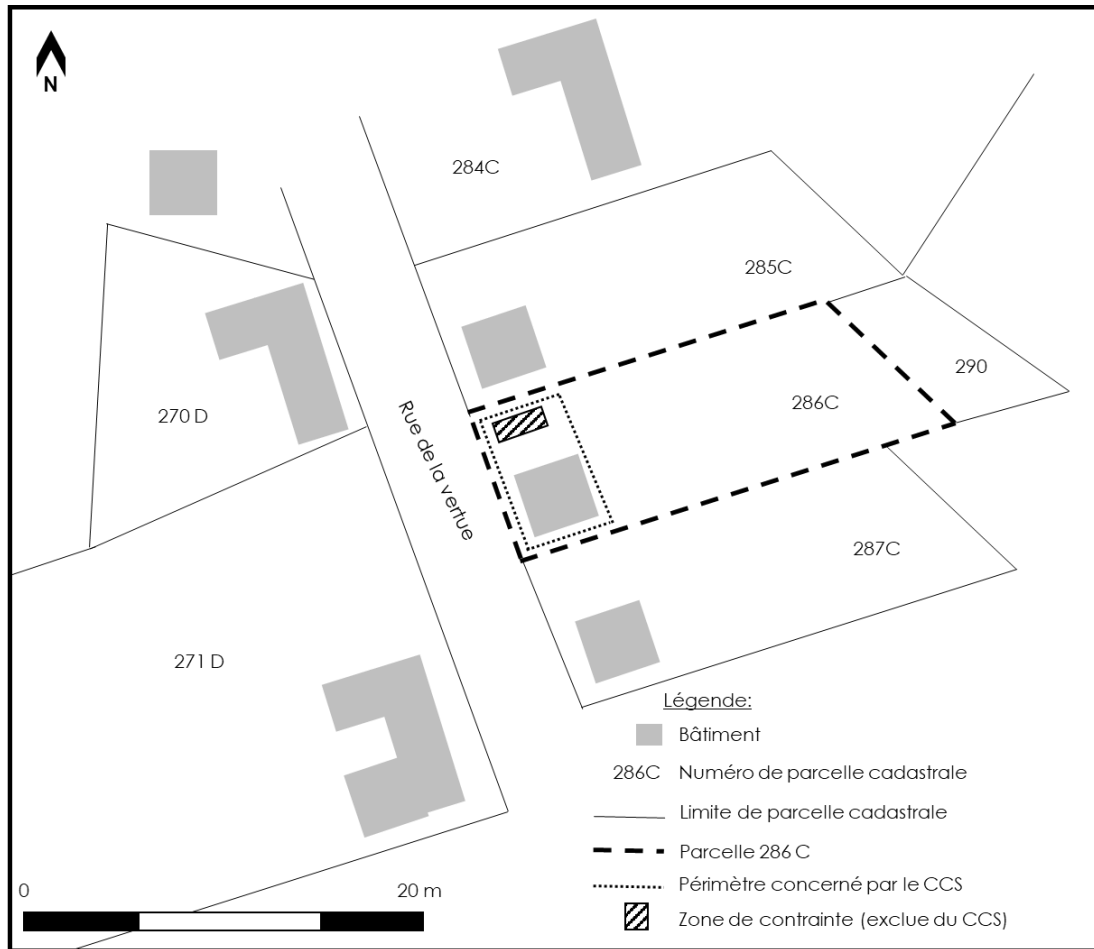 N
284C
285C
290
286C
270 D
Rue de la vertue
287C
271 D
Légende:
Bâtiment
286C Numéro de parcelle cadastrale
Limite de parcelle cadastrale
Parcelle 286 C
Périmètre concerné par le CCS
Zone de contrainte (exclue du CCS)
0 20 m